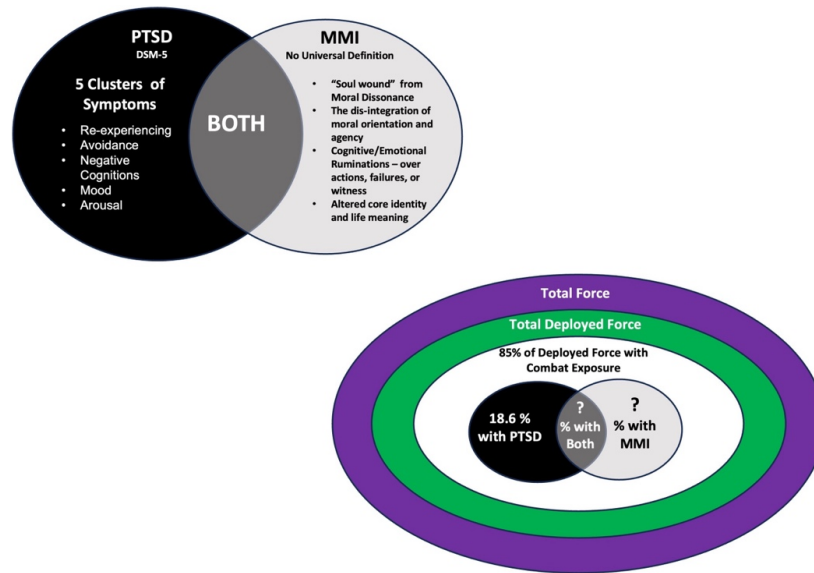 PTSD
DSM-5
5 Clusters of
Symptoms
• Re-experiencing
• Avoidance
• Negative
Cognitions
• Mood
• Arousal
BOTH
MMI
No Universal Definition
• “Soul wound” from
Moral Dissonance
• The dis-integration of
moral orientation and
agency
• Cognitive/Emotional
Ruminations – over
actions, failures, or
witness
• Altered core identity
and life meaning
Total Force
Total Deployed Force
85% of Deployed Force with
Combat Exposure
18.6 %
with PTSD
?
% with
Both
?
% with
MMI